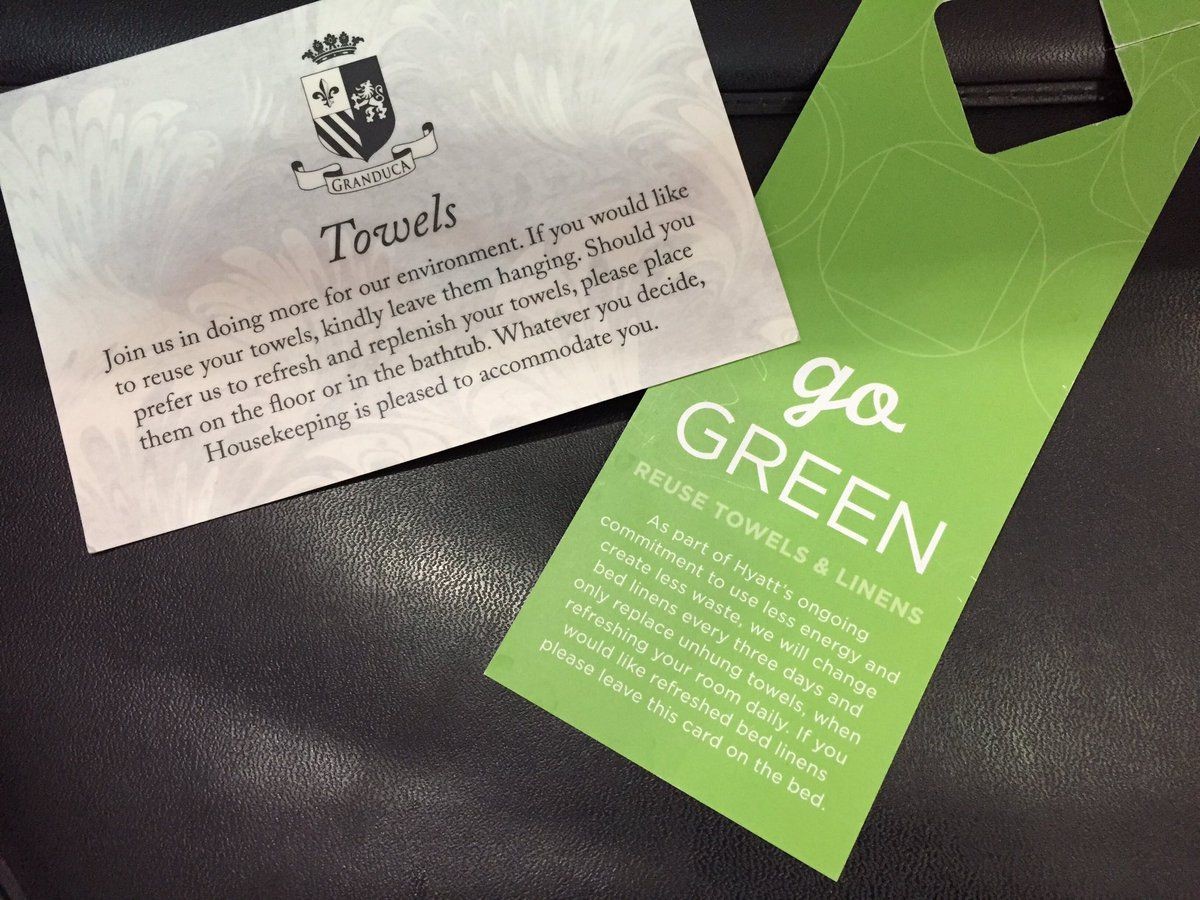 GRANDUCA
Towels
Join us in doing more for our environment. If you would like
to reuse your towels, kindly leave them hanging. Should you
prefer us to refresh and replenish your towels, please place
them on the floor or in the bathtub. Whatever you decide,
Housekeeping is pleased to accommodate you.
go
GREEN
REUSE TOWELS & LINENS
As part of Hyatt's ongoing
commitment to use less energy and
create less waste, we will change
bed linens every three days and
only replace unhung towels, when
refreshing your room daily. If you
would like refreshed bed linens
please leave this card on the bed.